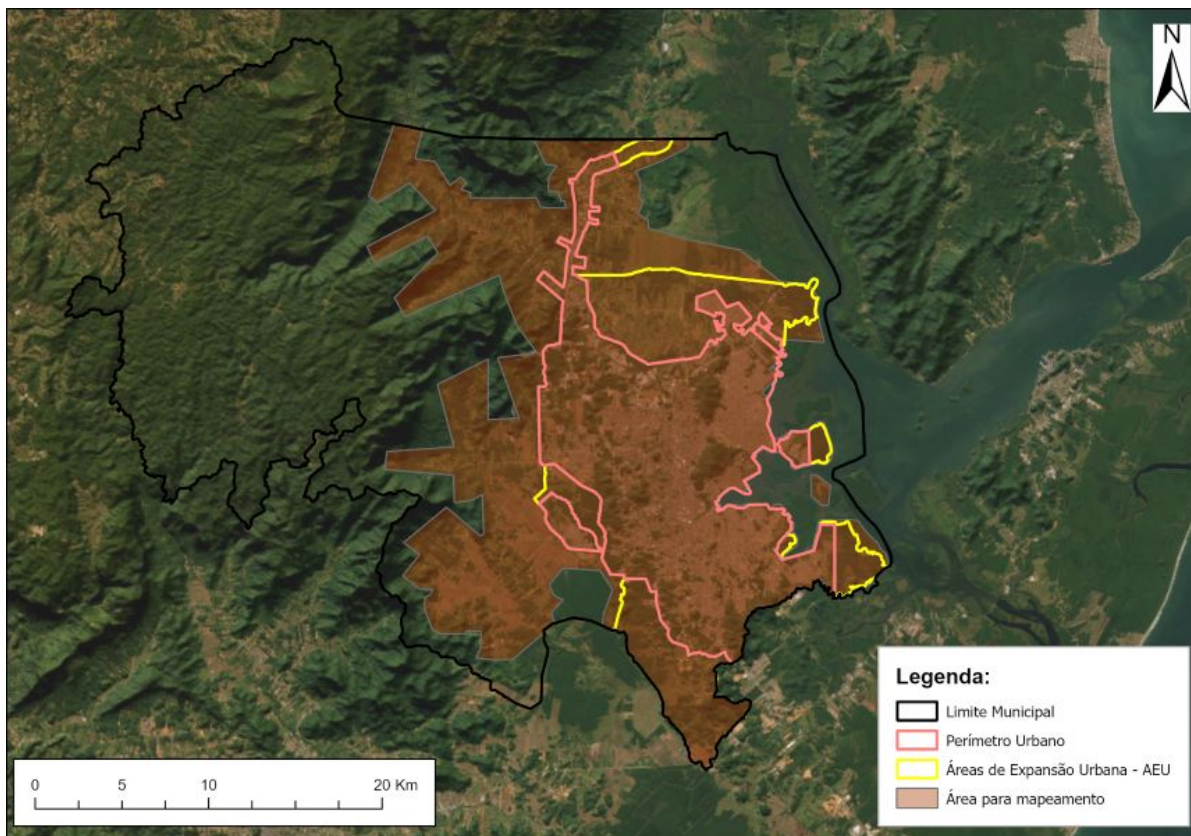 N
Legenda:
Limite Municipal
Perímetro Urbano
Áreas de Expansão Urbana - AEU
Área para mapeamento
0 5 10 20 Km